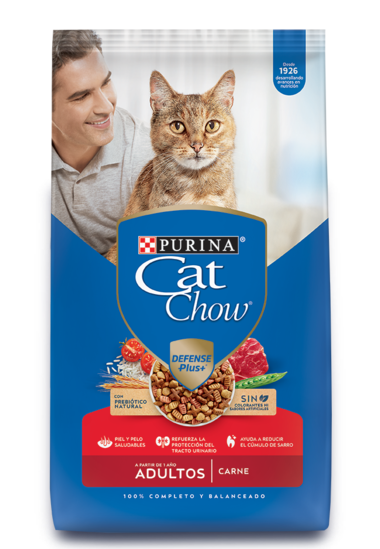 Desde
1926
desarrollando
avances en
nutrición
PURINA®
Cat
Chow®
DEFENSE
Plus+
CON
PREBIÓTICO
NATURAL
SIN
COLORANTES NI
SABORES ARTIFICIALES
PIEL Y PELO
SALUDABLES
REFUERZA LA
PROTECCIÓN DEL
TRACTO URINARIO
AYUDA A REDUCIR
EL CÚMULO DE SARRO
A PARTIR DE 1 AÑO
ADULTOS
CARNE
100% COMPLETO Y BALANCEADO